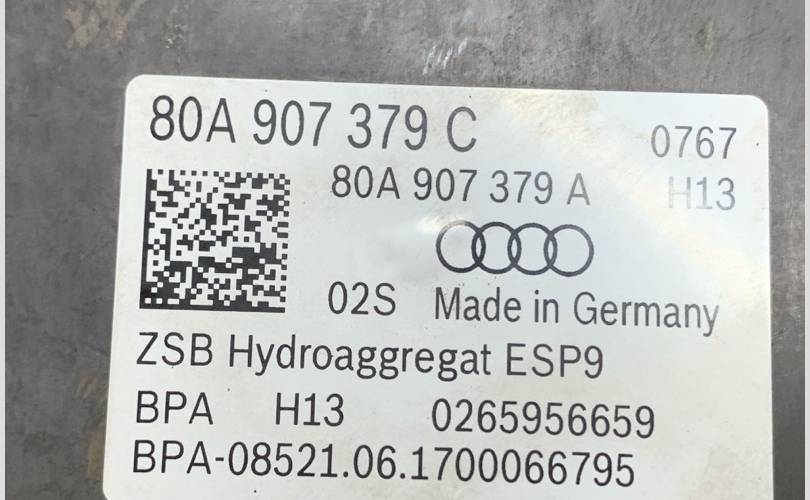 80A 907 379 C 0767
80A 907 379 A H13
02S Made in Germany
ZSB Hydroaggregat ESP9
BPA H13 0265956659
BPA-08521.06.1700066795